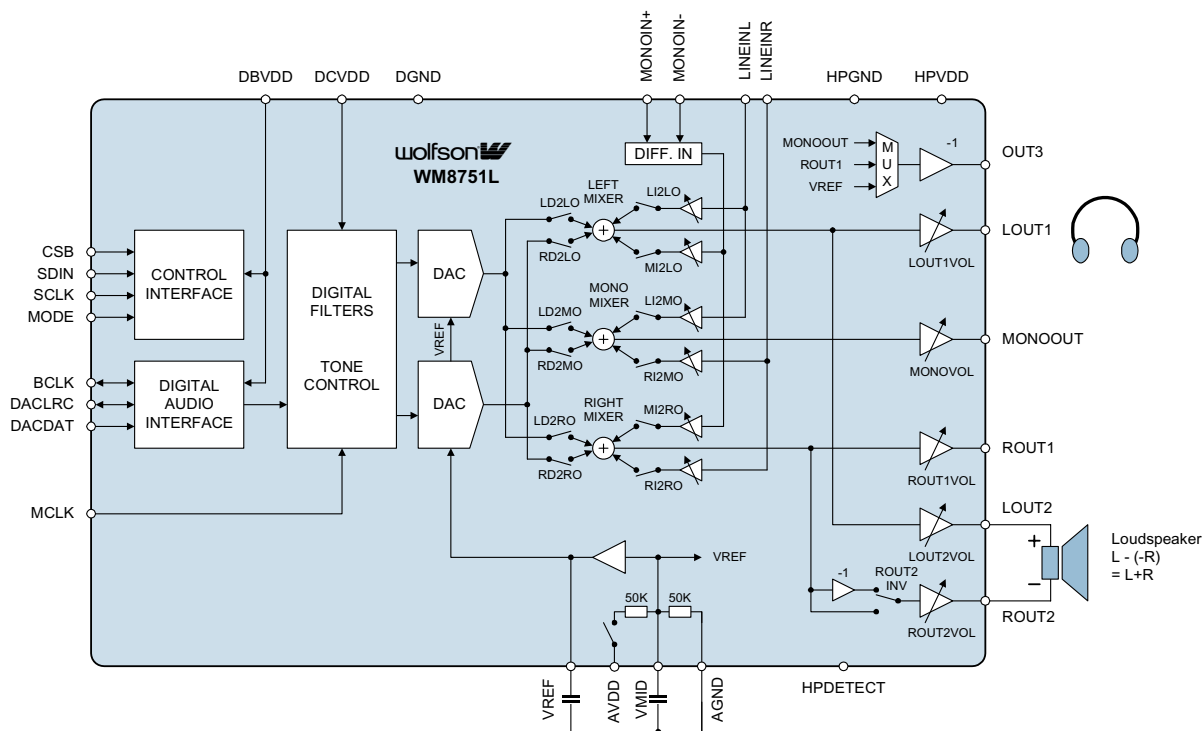 MONOIN+
MONOIN-
LINEINL
LINEINR
DBVDD
DCVDD
DGND
HPGND
HPVDD
wolfson
WM8751L
DIFF. IN
MONOOUT
ROUT1
VREF
MUX
-1
OUT3
CSB
SDIN
SCLK
MODE
CONTROL
INTERFACE
DIGITAL
FILTERS
TONE
CONTROL
DAC
VREF
DAC
LD2LO
LEFT
MIXER
LI2LO
RD2LO
MI2LO
LOUT1VOL
LOUT1
LD2MO
MONO
MIXER
LI2MO
RD2MO
RI2MO
MONOVOL
MONOOUT
BCLK
DACLRC
DACDAT
DIGITAL
AUDIO
INTERFACE
LD2RO
RIGHT
MIXER
MI2RO
RD2RO
RI2RO
ROUT1VOL
ROUT1
MCLK
LOUT2
LOUT2VOL
+
−
Loudspeaker
L - (-R)
= L+R
VREF
-1
ROUT2
INV
ROUT2VOL
ROUT2
50K
50K
VREF
AVDD
VMID
AGND
HPDETECT